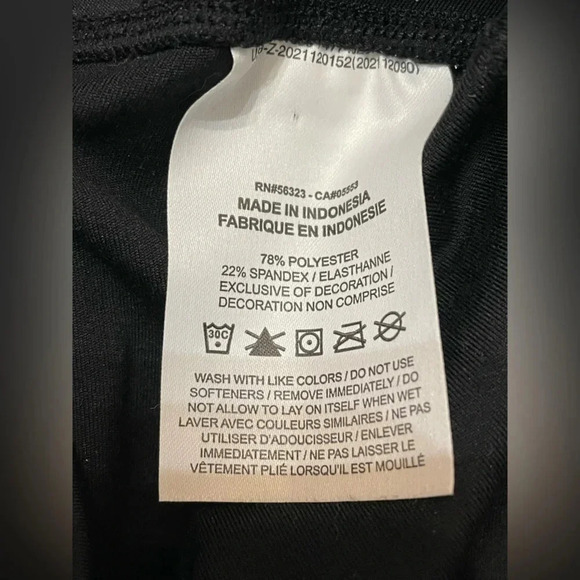 -Z-2021120152(20211209)
RN#56323 - CA#05553
MADE IN INDONESIA
FABRIQUE EN INDONESIE
78% POLYESTER
22% SPANDEX / ELASTHANNE
EXCLUSIVE OF DECORATION /
DECORATION NON COMPRISE
30C
WASH WITH LIKE COLORS / DO NOT USE
SOFTENERS / REMOVE IMMEDIATELY / DO
NOT ALLOW TO LAY ON ITSELF WHEN WET
LAVER AVEC COULEURS SIMILAIRES / NE PAS
UTILISER D'ADOUCISSEUR / ENLEVER
IMMEDIATEMENT / NE PAS LAISSER LE
VÊTEMENT PLIÉ LORSQU'IL EST MOUILLÉ